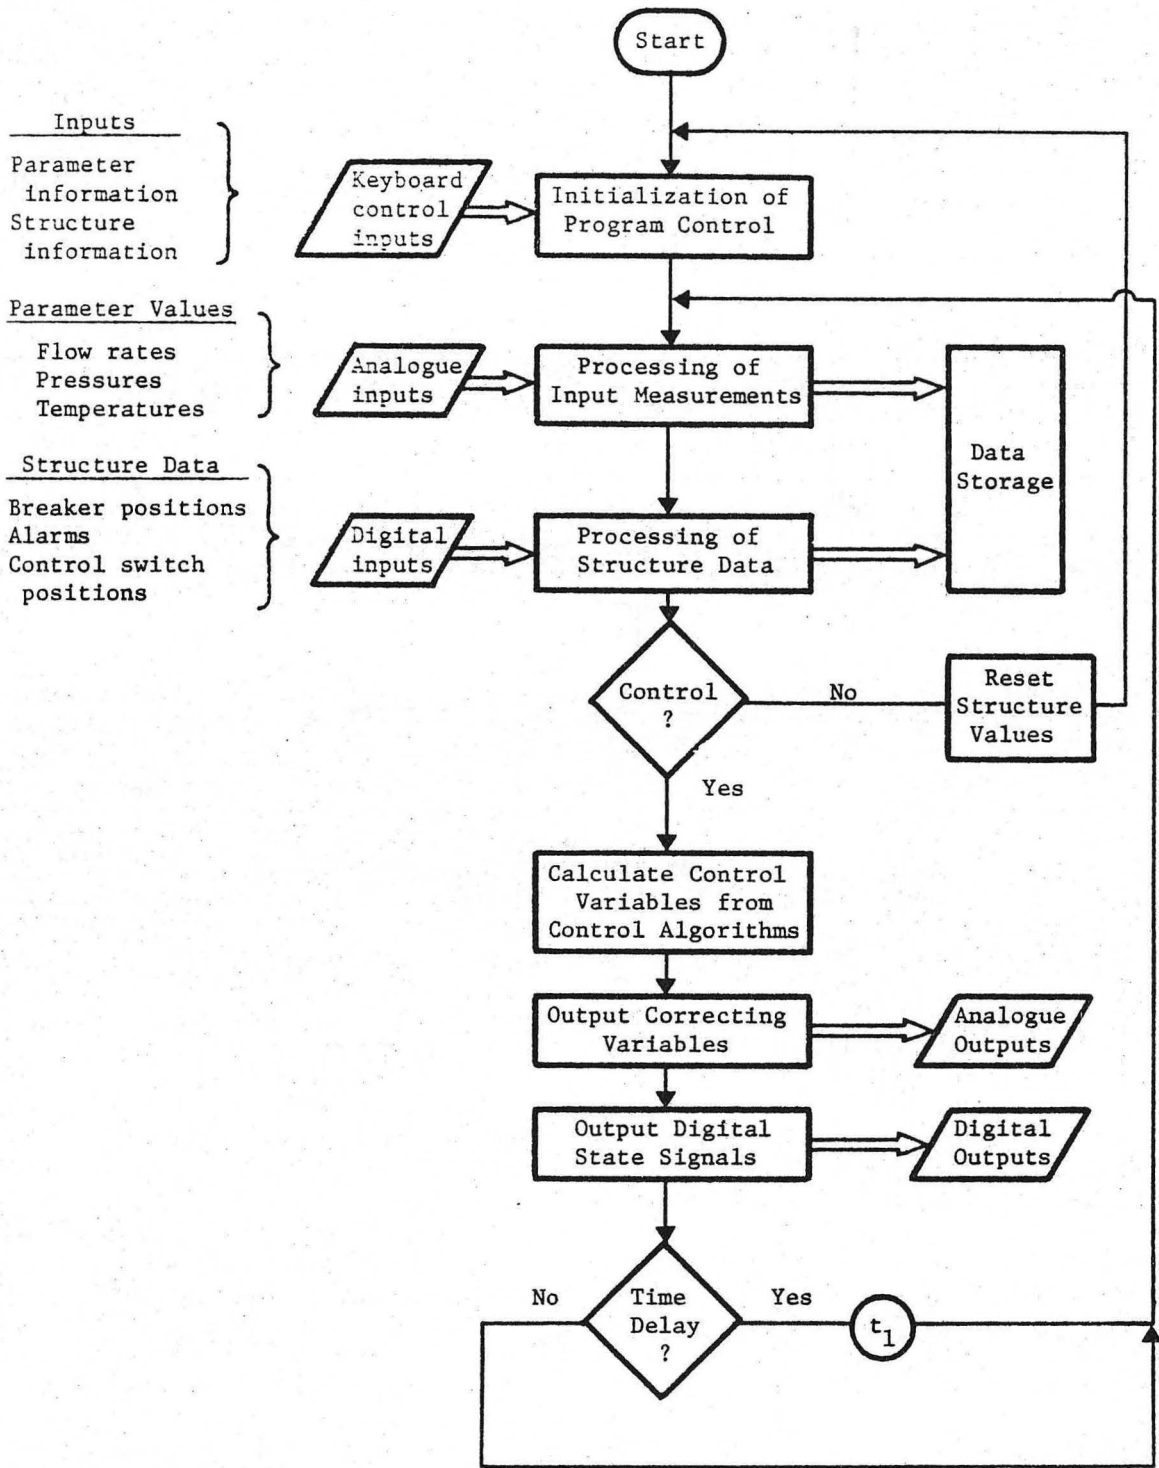 Start
Inputs
Parameter
information
Structure
information
Keyboard
control
inputs
Initialization of
Program Control
Parameter Values
Flow rates
Pressures
Temperatures
Analogue
inputs
Processing of
Input Measurements
Data
Storage
Structure Data
Breaker positions
Alarms
Control switch
positions
Digital
inputs
Processing of
Structure Data
Control
?
No
Reset
Structure
Values
Yes
Calculate Control
Variables from
Control Algorithms
Output Correcting
Variables
Analogue
Outputs
Output Digital
State Signals
Digital
Outputs
No
Time
Delay
?
Yes
t1